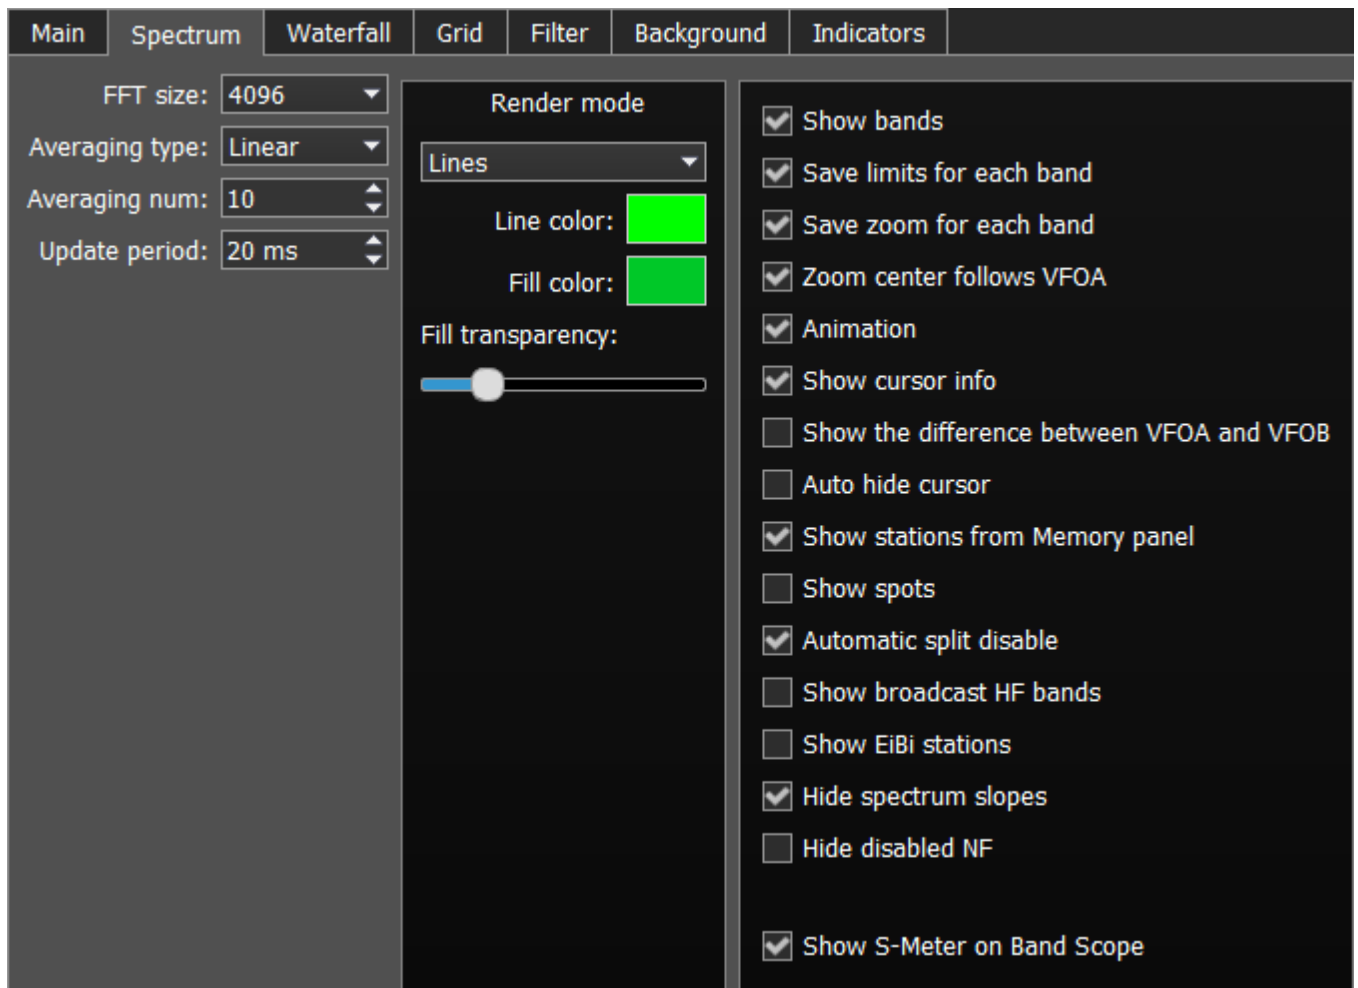 Main Spectrum Waterfall Grid Filter Background Indicators
FFT size: 4096
Averaging type: Linear
Averaging num: 10
Update period: 20 ms
Render mode
Lines
Line color:
Fill color:
Fill transparency:
Show bands
Save limits for each band
Save zoom for each band
Zoom center follows VFOA
Animation
Show cursor info
Show the difference between VFOA and VFOB
Auto hide cursor
Show stations from Memory panel
Show spots
Automatic split disable
Show broadcast HF bands
Show EiBi stations
Hide spectrum slopes
Hide disabled NF
Show S-Meter on Band Scope